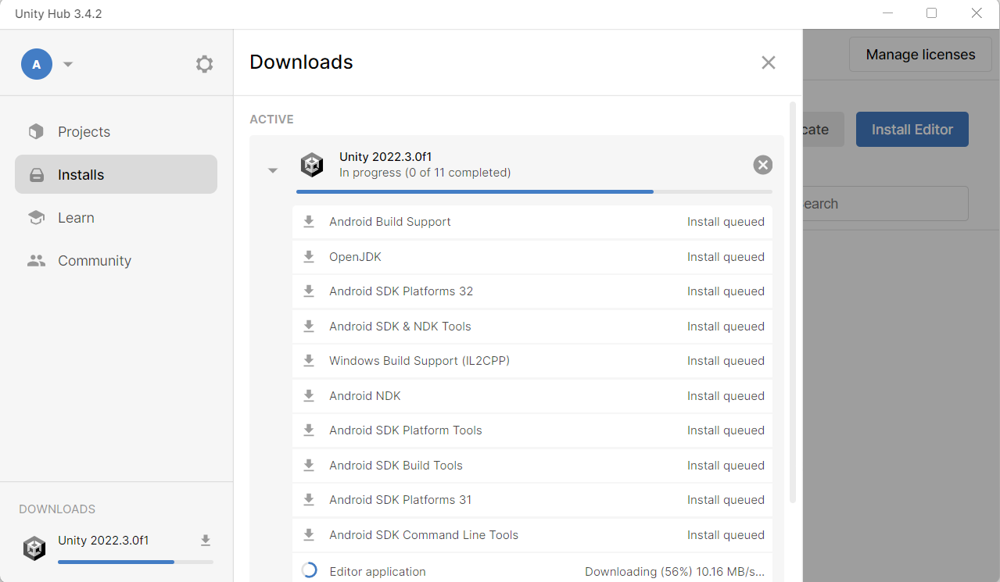 Unity Hub 3.4.2
A
Manage licenses
Downloads
ACTIVE
Projects
Installs
Learn
Community
Install Editor
Unity 2022.3.0f1
In progress (0 of 11 completed)
Android Build Support Install queued
OpenJDK Install queued
Android SDK Platforms 32 Install queued
Android SDK & NDK Tools Install queued
Windows Build Support (IL2CPP) Install queued
Android NDK Install queued
Android SDK Platform Tools Install queued
Android SDK Build Tools Install queued
Android SDK Platforms 31 Install queued
Android SDK Command Line Tools Install queued
Editor application Downloading (56%) 10.16 MB/s...
DOWNLOADS
Unity 2022.3.0f1